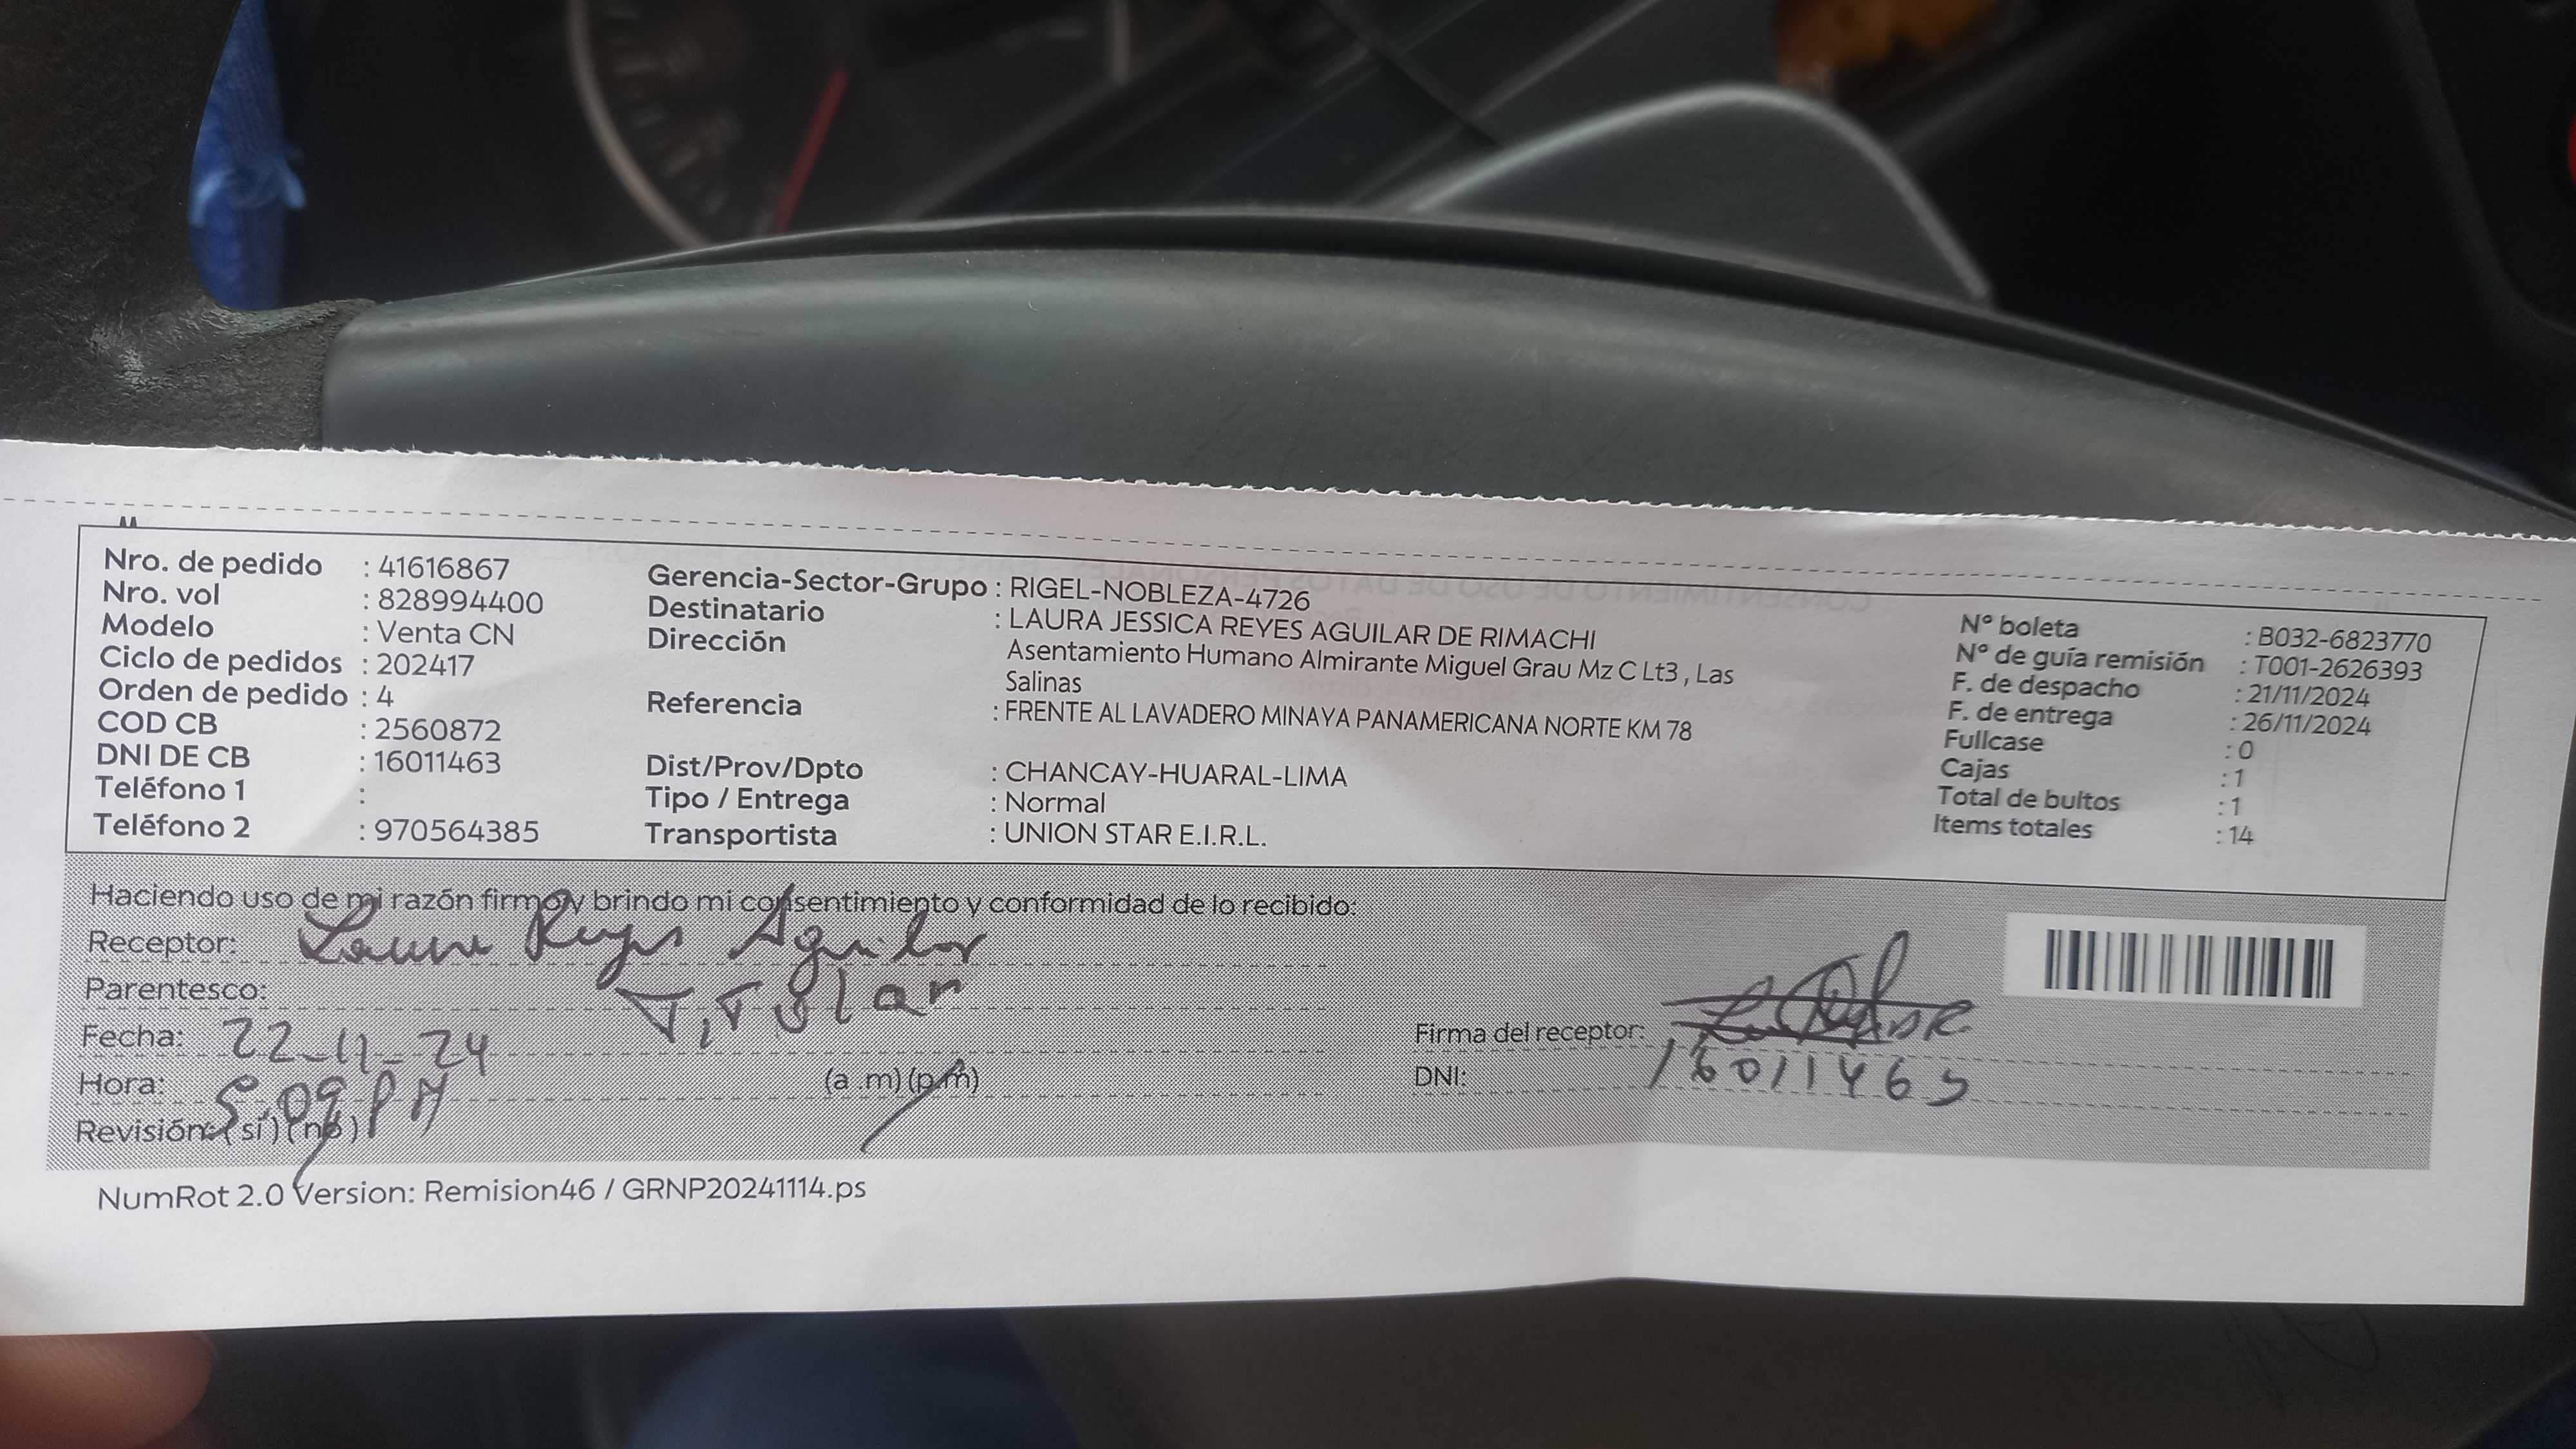 Nro. de pedido : 41616867
Nro. vol : 828994400
Modelo : Venta CN
Ciclo de pedidos : 202417
Orden de pedido : 4
COD CB : 2560872
DNI DE CB : 16011463
Teléfono 1 :
Teléfono 2 : 970564385
Gerencia-Sector-Grupo : RIGEL-NOBLEZA-4726
Destinatario : LAURA JESSICA REYES AGUILAR DE RIMACHI
Dirección Asentamiento Humano Almirante Miguel Grau Mz C Lt3 , Las
Salinas
Referencia : FRENTE AL LAVADERO MINAYA PANAMERICANA NORTE KM 78
Dist/Prov/Dpto : CHANCAY-HUARAL-LIMA
Tipo / Entrega : Normal
Transportista : UNION STAR E.I.R.L.
N° boleta : B032-6823770
N° de guía remisión : T001-2626393
F. de despacho : 21/11/2024
F. de entrega : 26/11/2024
Fullcase : 0
Cajas : 1
Total de bultos : 1
Items totales : 14
Haciendo uso de mi razón firmo y brindo mi consentimiento y conformidad de lo recibido:
Receptor: Laura Reyes Aguilar
Parentesco: Titular
Fecha: 22-11-24
Hora: 5:09 PM (a .m) (p.m)
Revisión: (si) (no)
Firma del receptor:
DNI: 16011463
NumRot 2.0 Version: Remision46 / GRNP20241114.ps